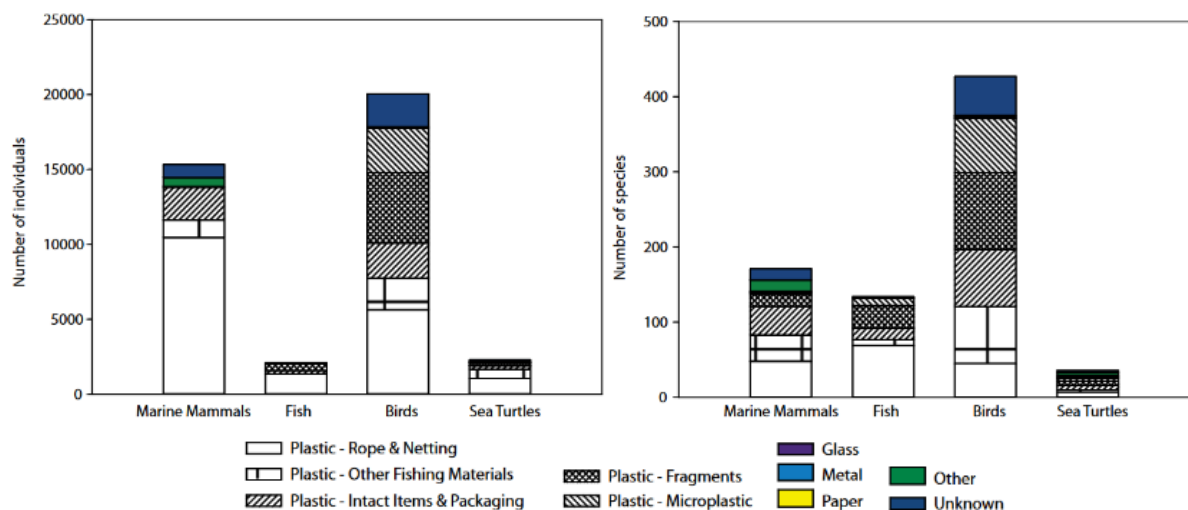 25000
20000
15000
10000
5000
0
Number of individuals
Marine Mammals
Fish
Birds
Sea Turtles
500
400
300
200
100
0
Number of species
Marine Mammals
Fish
Birds
Sea Turtles
Plastic - Rope & Netting
Plastic - Other Fishing Materials
Plastic - Intact Items & Packaging
Plastic - Fragments
Plastic - Microplastic
Glass
Metal
Paper
Other
Unknown